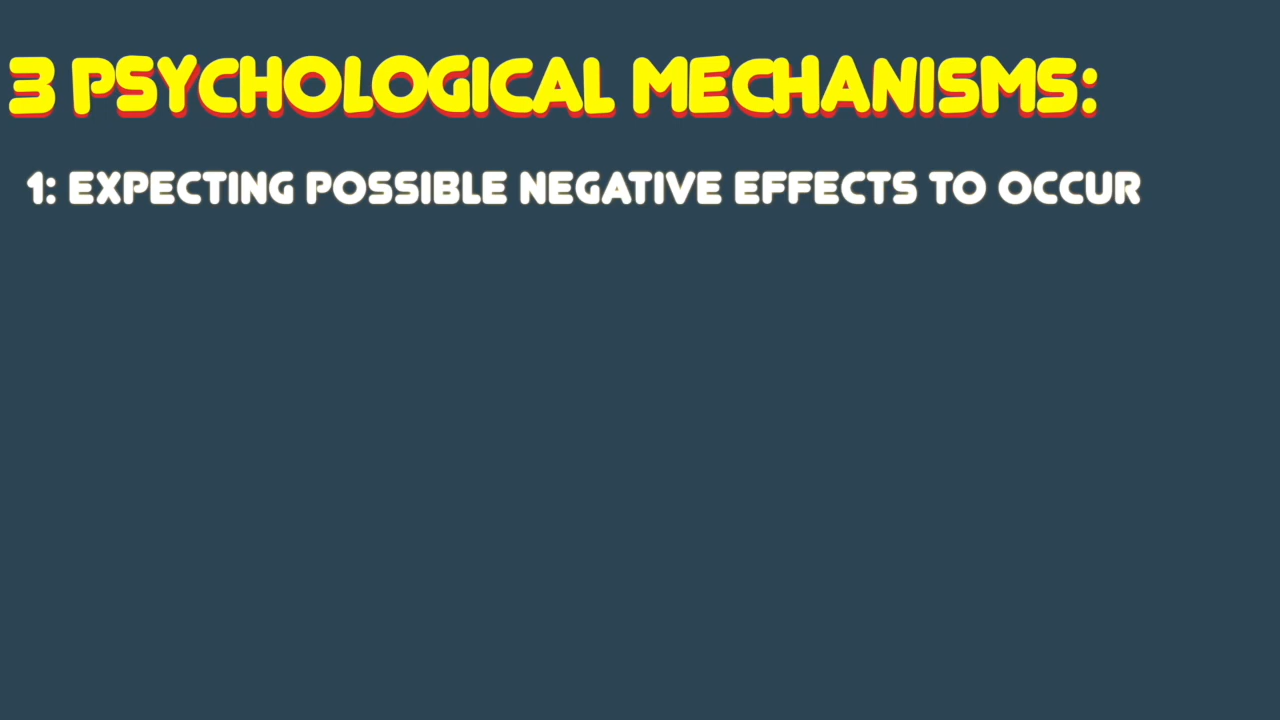 3 PSYCHOLOGICAL MECHANISMS:
1: EXPECTING POSSIBLE NEGATIVE EFFECTS TO OCCUR